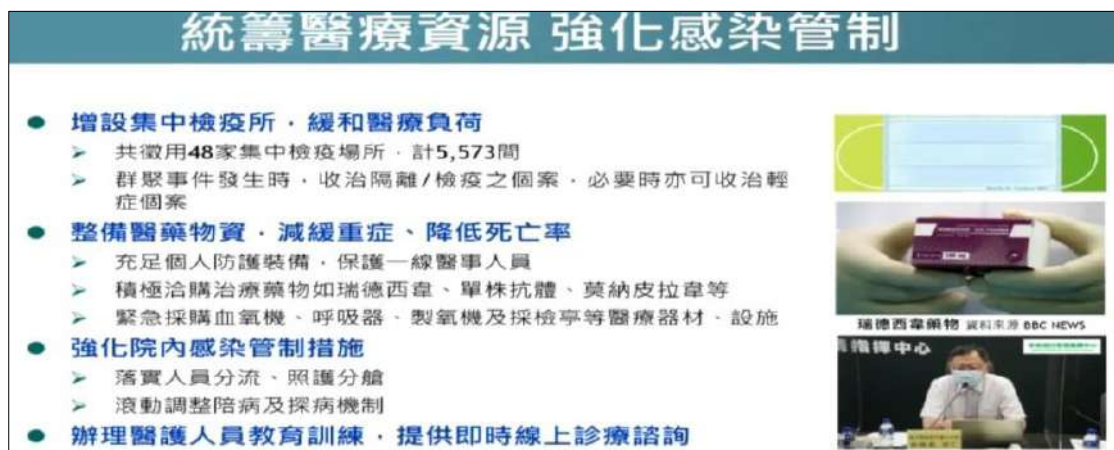 統籌醫療資源 強化感染管制
● 增設集中檢疫所，緩和醫療負荷
➢ 共徵用48家集中檢疫場所，計5,573間
➢ 群聚事件發生時，收治隔離/檢疫之個案，必要時亦可收治輕
症個案
● 整備醫藥物資，減緩重症、降低死亡率
➢ 充足個人防護裝備，保護一線醫事人員
➢ 積極洽購治療藥物如瑞德西韋、單株抗體、莫納皮拉韋等
➢ 緊急採購血氧機、呼吸器、製氧機及採檢亭等醫療器材、設施
● 強化院內感染管制措施
➢ 落實人員分流、照護分艙
➢ 滾動調整陪病及探病機制
● 辦理醫護人員教育訓練，提供即時線上診療諮詢
瑞德西韋藥物 資料來源 BBC NEWS
指揮中心